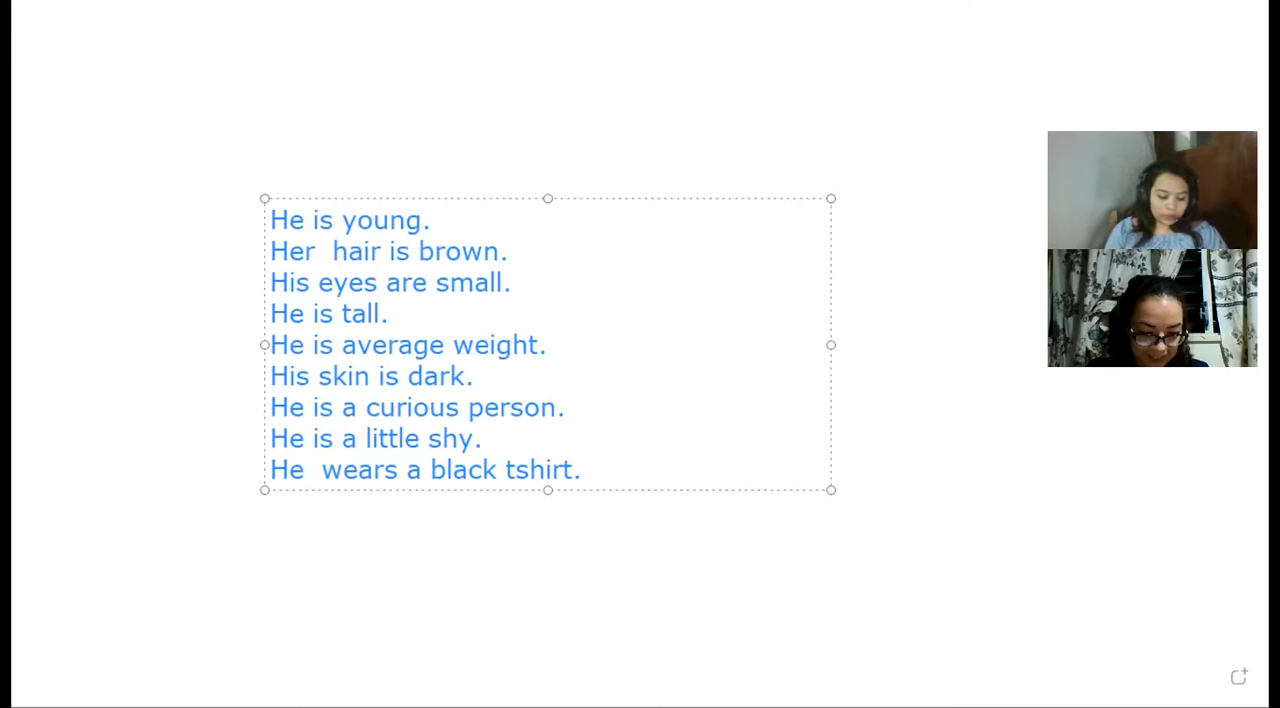 He is young.
Her  hair is brown.
His eyes are small.
He is tall.
He is average weight.
His skin is dark.
He is a curious person.
He is a little shy.
He  wears a black tshirt.